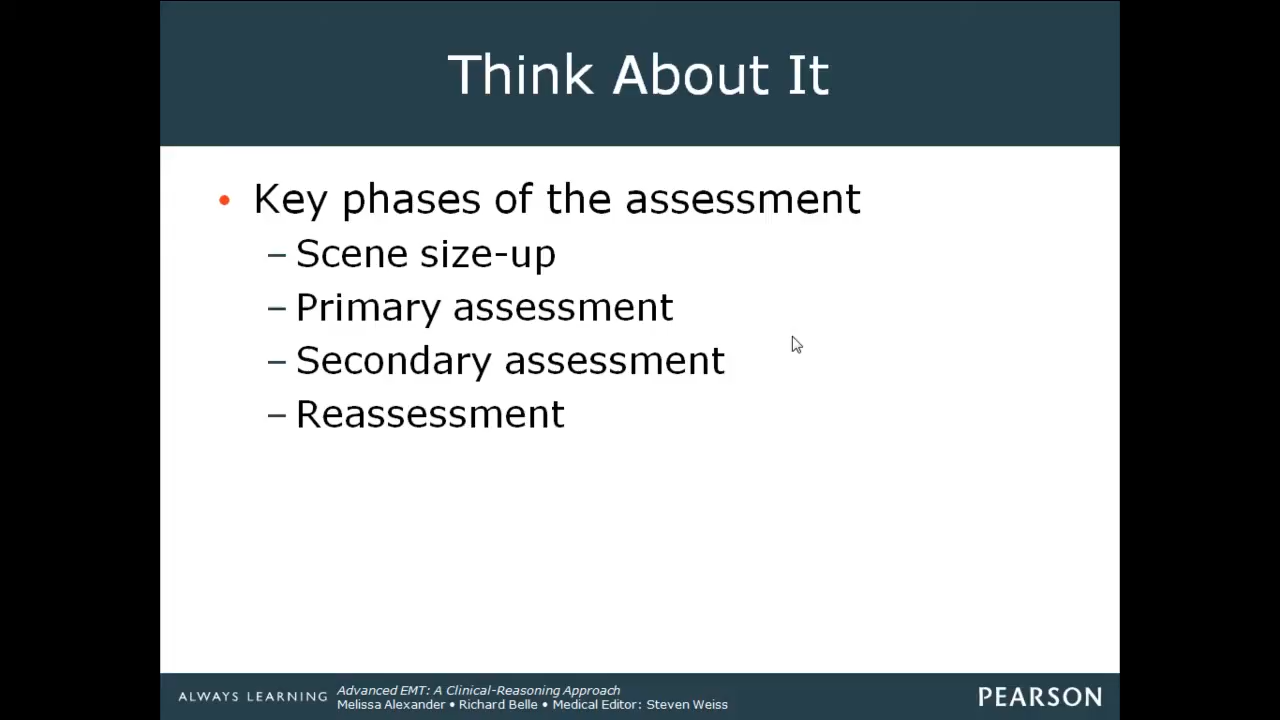 Think About It
• Key phases of the assessment
– Scene size-up
– Primary assessment
– Secondary assessment
– Reassessment
ALWAYS LEARNING
Advanced EMT: A Clinical-Reasoning Approach
Melissa Alexander • Richard Belle • Medical Editor: Steven Weiss
PEARSON